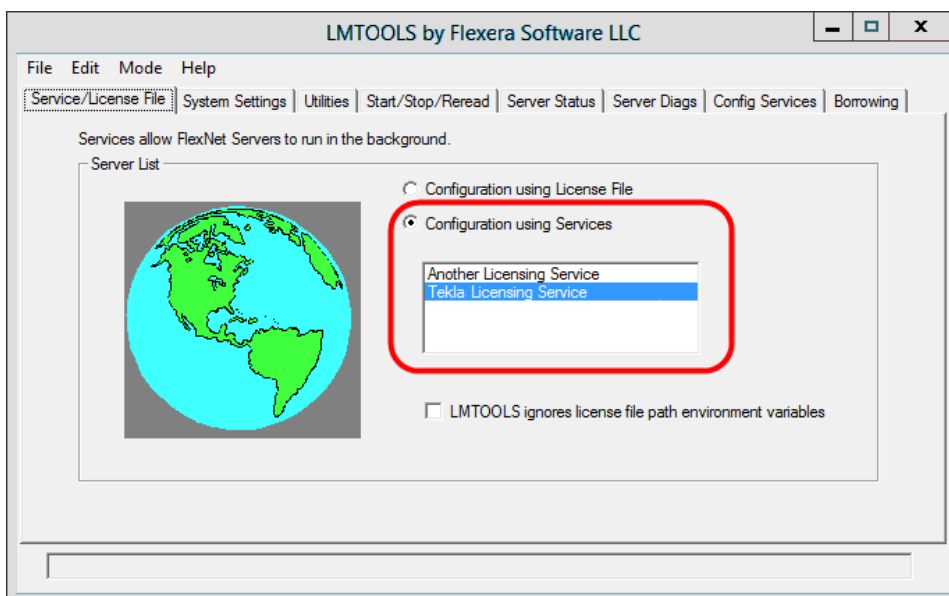 LMTOOLS by Flexera Software LLC
File Edit Mode Help
Service/License File System Settings Utilities Start/Stop/Reread Server Status Server Diags Config Services Borrowing
Services allow FlexNet Servers to run in the background.
Server List
Configuration using License File
Configuration using Services
Another Licensing Service
Tekla Licensing Service
LMTOOLS ignores license file path environment variables